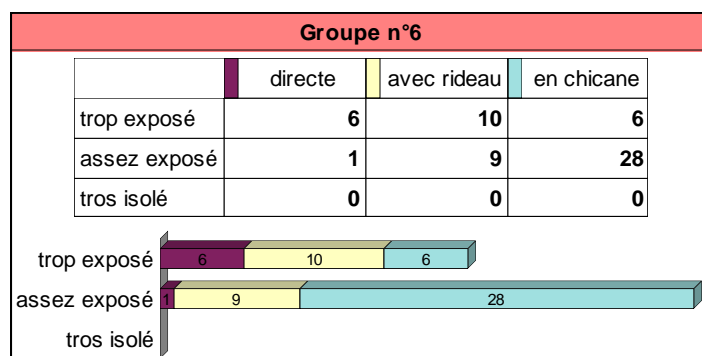 Groupe n°6
directe avec rideau en chicane
trop exposé 6 10 6
assez exposé 1 9 28
tros isolé 0 0 0
trop exposé 6 10 6
assez exposé 1 9 28
tros isolé